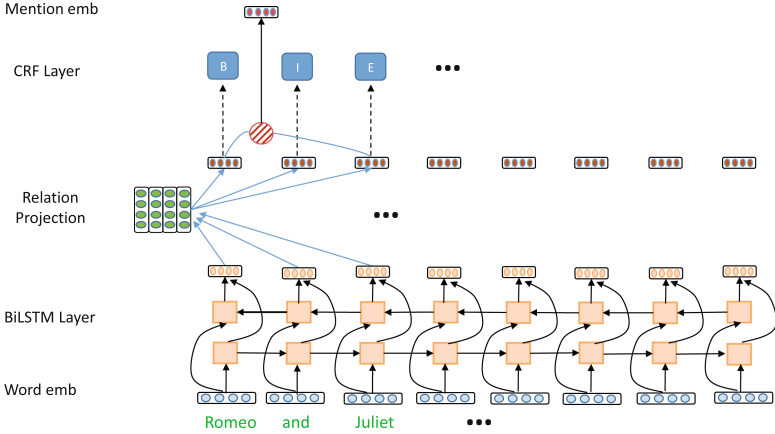 Mention emb
CRF Layer
B I E
Relation
Projection
BiLSTM Layer
Word emb
Romeo and Juliet